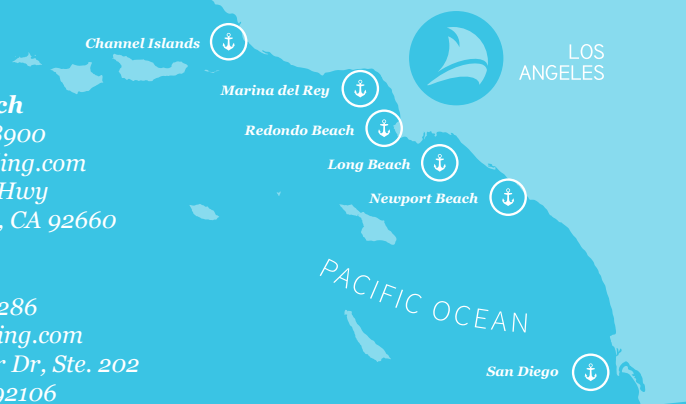 Channel Islands
LOS
ANGELES
Marina del Rey
Redondo Beach
Long Beach
Newport Beach
PACIFIC OCEAN
San Diego
ch
3900
ing.com
Hwy
, CA 92660
286
ing.com
r Dr, Ste. 202
92106